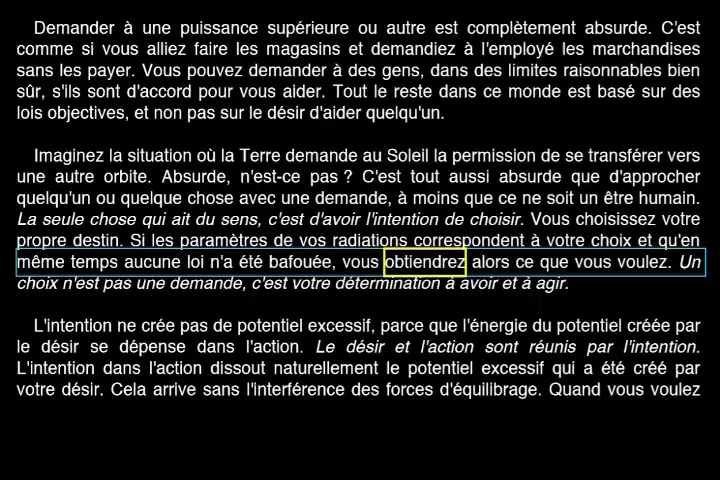 Demander à une puissance supérieure ou autre est complètement absurde. C'est
comme si vous alliez faire les magasins et demandiez à l'employé les marchandises
sans les payer. Vous pouvez demander à des gens, dans des limites raisonnables bien
sûr, s'ils sont d'accord pour vous aider. Tout le reste dans ce monde est basé sur des
lois objectives, et non pas sur le désir d'aider quelqu'un.
Imaginez la situation où la Terre demande au Soleil la permission de se transférer vers
une autre orbite. Absurde, n'est-ce pas ? C'est tout aussi absurde que d'approcher
quelqu'un ou quelque chose avec une demande, à moins que ce ne soit un être humain.
La seule chose qui ait du sens, c'est d'avoir l'intention de choisir. Vous choisissez votre
propre destin. Si les paramètres de vos radiations correspondent à votre choix et qu'en
même temps aucune loi n'a été bafouée, vous obtiendrez alors ce que vous voulez. Un
choix n'est pas une demande, c'est votre détermination à avoir et à agir.
L'intention ne crée pas de potentiel excessif, parce que l'énergie du potentiel créée par
le désir se dépense dans l'action. Le désir et l'action sont réunis par l'intention.
L'intention dans l'action dissout naturellement le potentiel excessif qui a été créé par
votre désir. Cela arrive sans l'interférence des forces d'équilibrage. Quand vous voulez